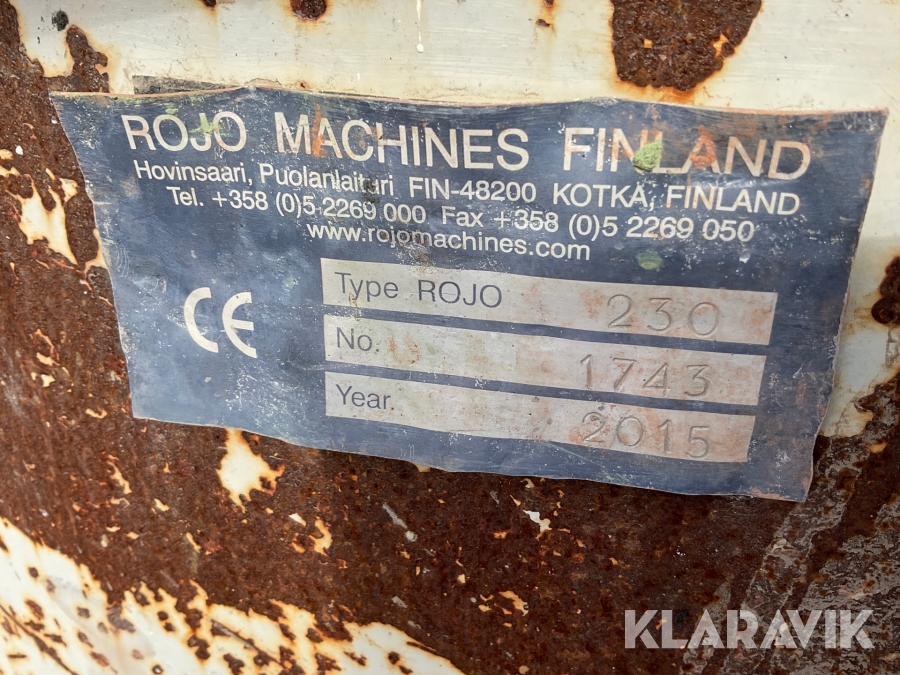 ROJO MACHINES FINLAND
Hovinsaari, Puolanlaituri FIN-48200 KOTKA, FINLAND
Tel. +358 (0)5 2269 000 Fax +358 (0)5 2269 050
www.rojomachines.com
CE
Type ROJO 230
No. 1743
Year. 2015
KLARAVIK